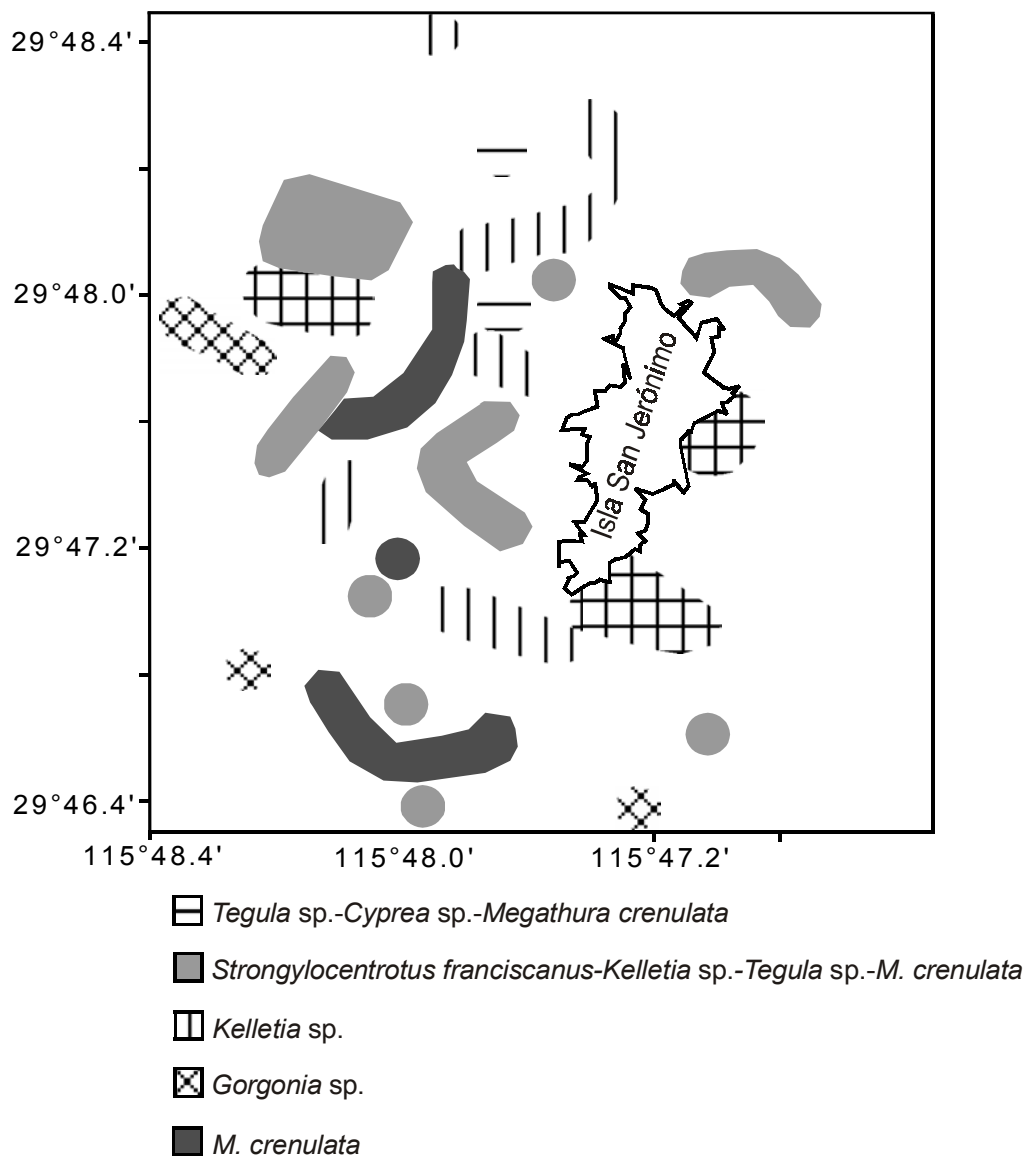 29°48.4'
29°48.0'
Isla San Jerónimo
29°47.2'
29°46.4'
115°48.4' 115°48.0' 115°47.2'
Tegula sp.-Cyprea sp.-Megathura crenulata
Strongylocentrotus franciscanus-Kelletia sp.-Tegula sp.-M. crenulata
Kelletia sp.
Gorgonia sp.
M. crenulata